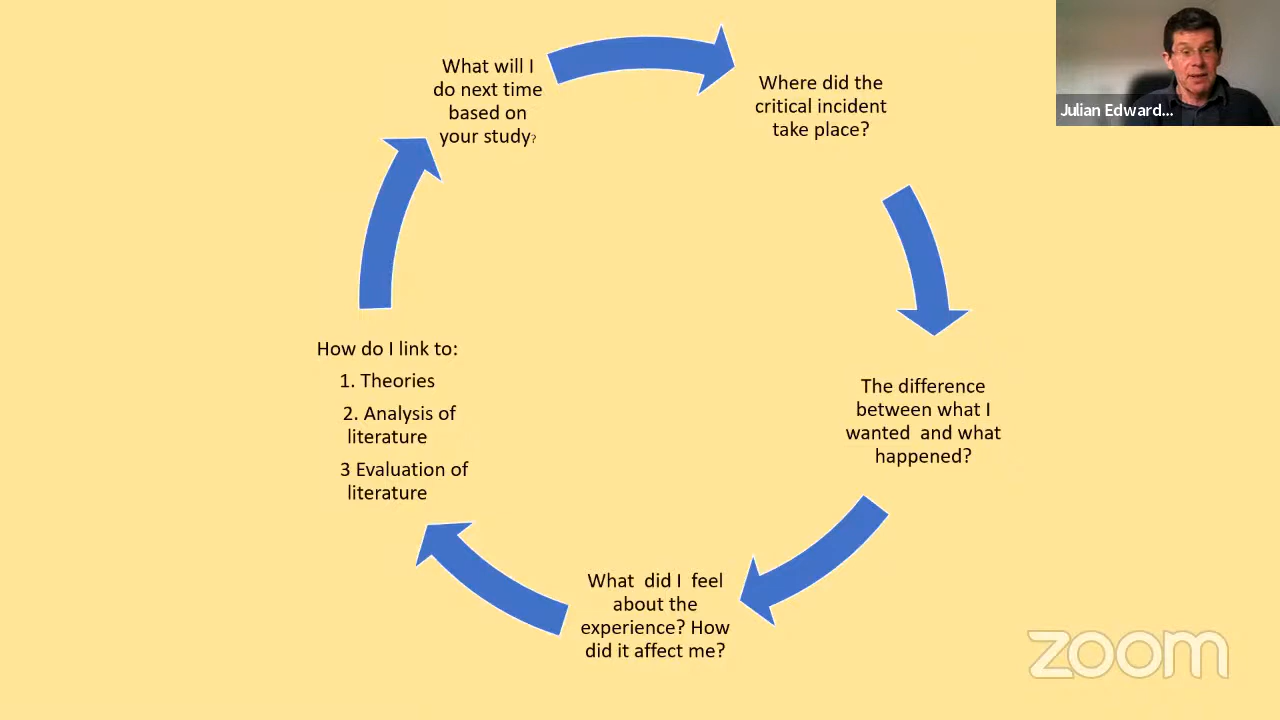 What will I
do next time
based on
your study?
Where did the
critical incident
take place?
Julian Edward...
The difference
between what I
wanted  and what
happened?
What  did I  feel
about the
experience? How
did it affect me?
How do I link to:
1. Theories
2. Analysis of
literature
3 Evaluation of
literature
zoom